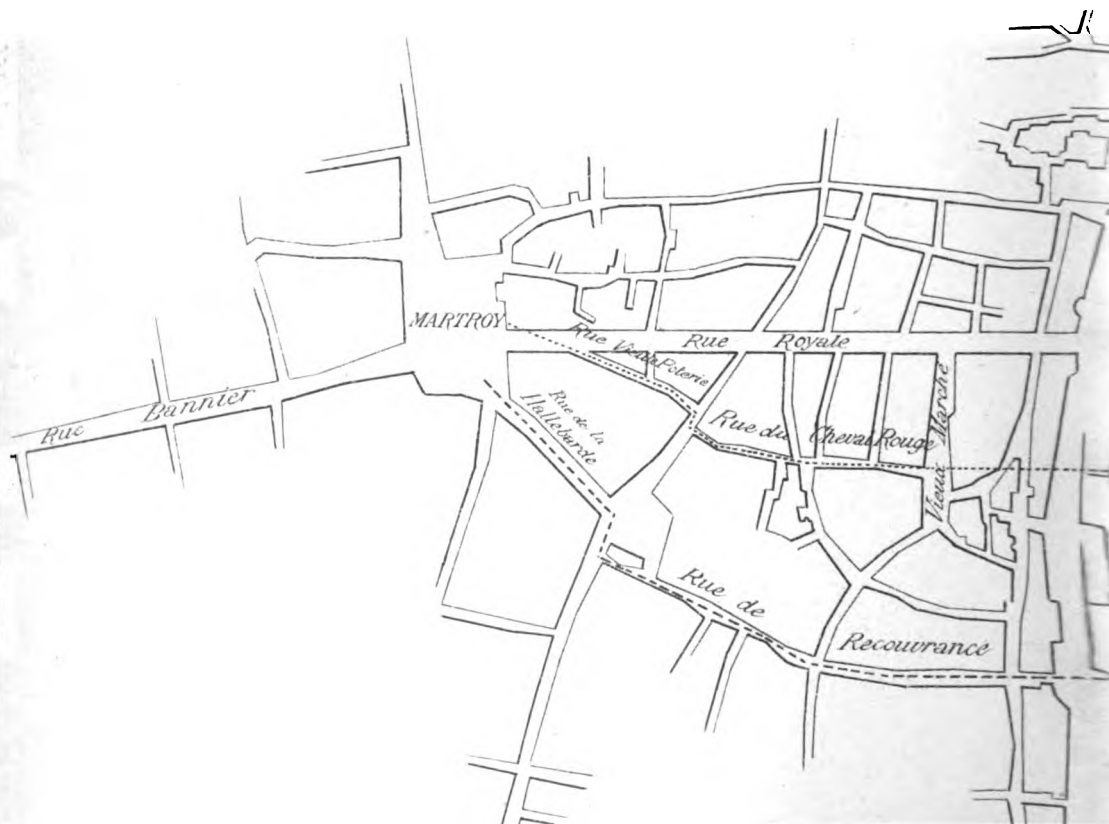 MARTROY
Rue Vieille Poterie
Rue Royale
Rue Bannier
Rue de la
Hallebarde
Rue du Cheval Rouge
Vieux Marché
Rue de
Recouvrance